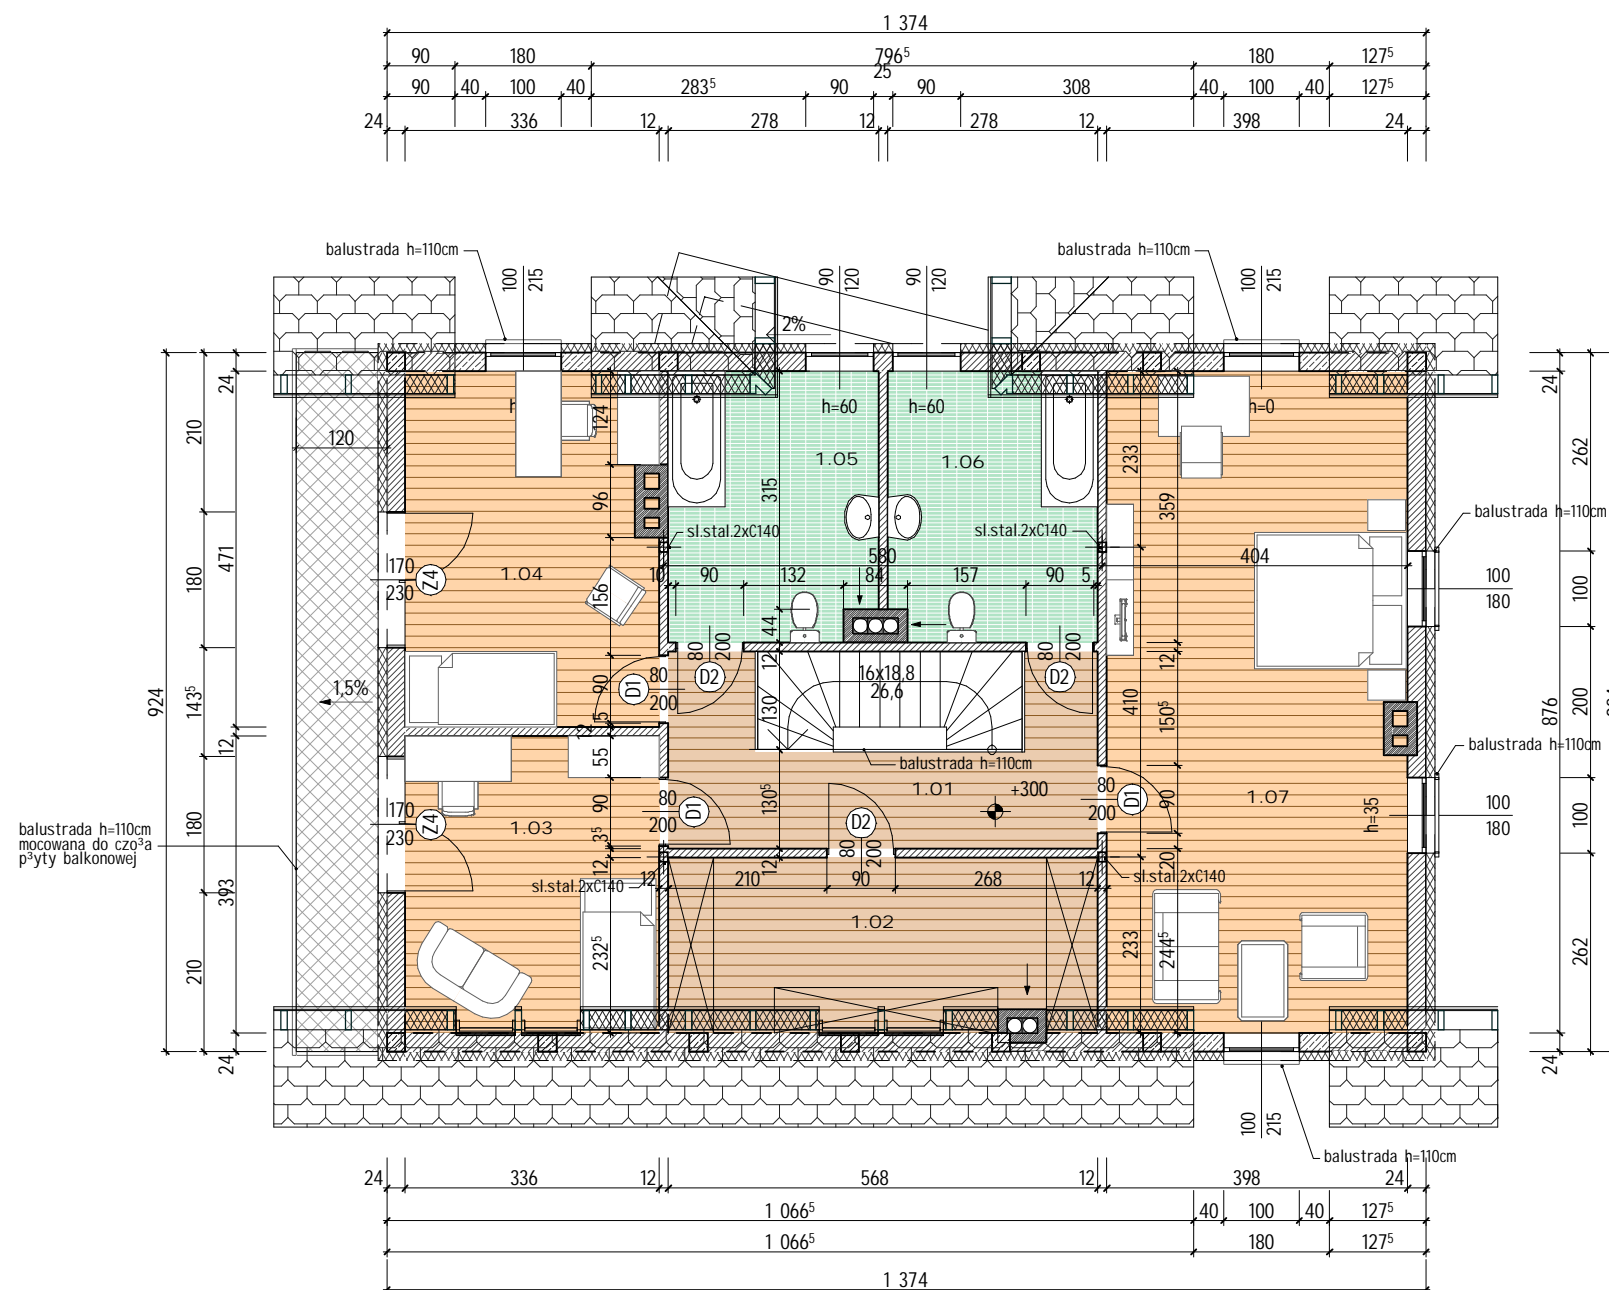 1 374
90 180 796⁵ 180 127⁵
25
90 40 100 40 283⁵ 90 90 308 40 100 40 127⁵
24 336 12 278 12 278 12 398 24
balustrada h=110cm
100
215
90
120
90
120
balustrada h=110cm
100
215
2%
24
210
120
124
h=60
h=60
h=0
24
1.05
1.06
233
262
315
96
359
balustrada h=110cm
sl.stal.2xC140
sl.stal.2xC140
471
580
404
170
230
Z4
1.04
10 90 132 84 157 90 5
180
156
44
100
180
100
876
924
12
80
200
D2
16x18,8
26,6
80
200
D2
12
1,5%
D1
80
200
90
15
130
410
150⁵
200
143⁵
12
12
55
balustrada h=110cm
balustrada h=110cm
170
230
Z4
180
90
80
200
D1
130⁵
1.01
+300
80
200
D1
90
1.07
h=35
100
180
100
balustrada h=110cm
mocowana do czo³a
p³yty balkonowej
1.03
D2
80
200
3⁵
12
12
20
393
sl.stal.2xC140
12 210 90 268 12
sl.stal.2xC140
1.02
210
232⁵
233
244⁵
262
24
24
100
215
balustrada h=110cm
24 336 12 568 12 398 24
1 066⁵ 40 100 40 127⁵
1 066⁵ 180 127⁵
1 374